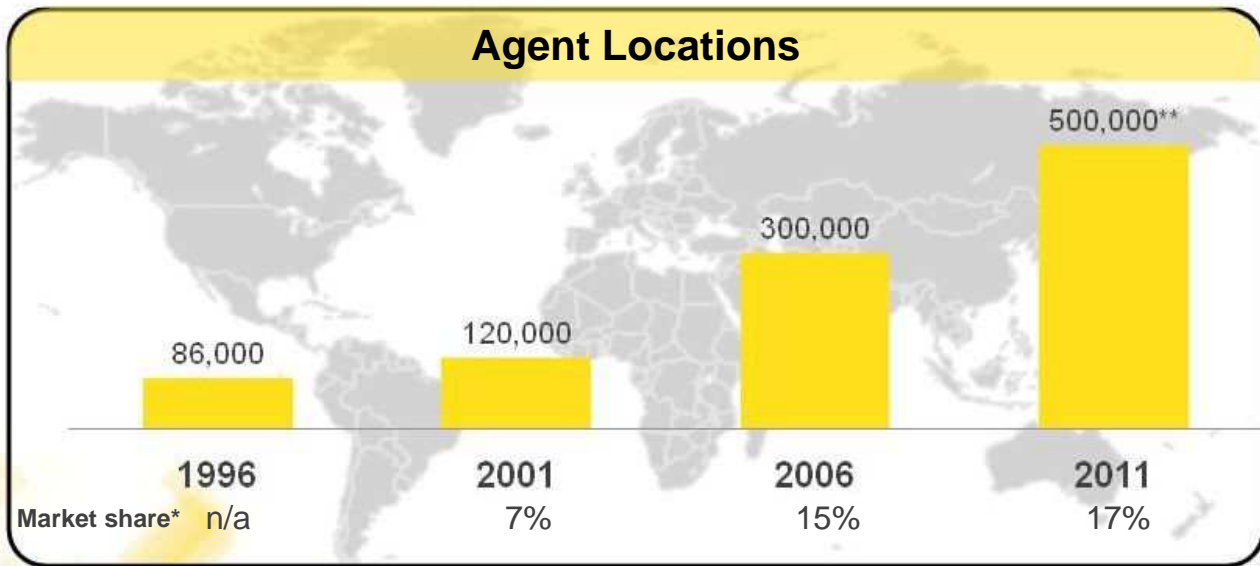 Agent Locations
500,000**
300,000
120,000
86,000
1996 2001 2006 2011
Market share* n/a 7% 15% 17%